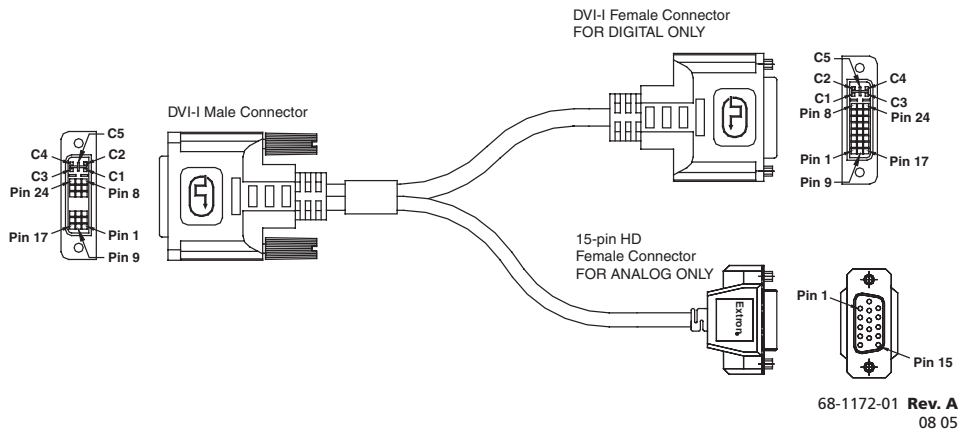 DVI-I Female Connector
FOR DIGITAL ONLY
C5
C2
C4
C1
C3
Pin 8
Pin 24
Pin 1
Pin 17
Pin 9
DVI-I Male Connector
C5
C4
C2
C3
C1
Pin 24
Pin 8
Pin 17
Pin 1
Pin 9
15-pin HD
Female Connector
FOR ANALOG ONLY
Extron
Pin 1
Pin 15
68-1172-01 Rev. A
08 05